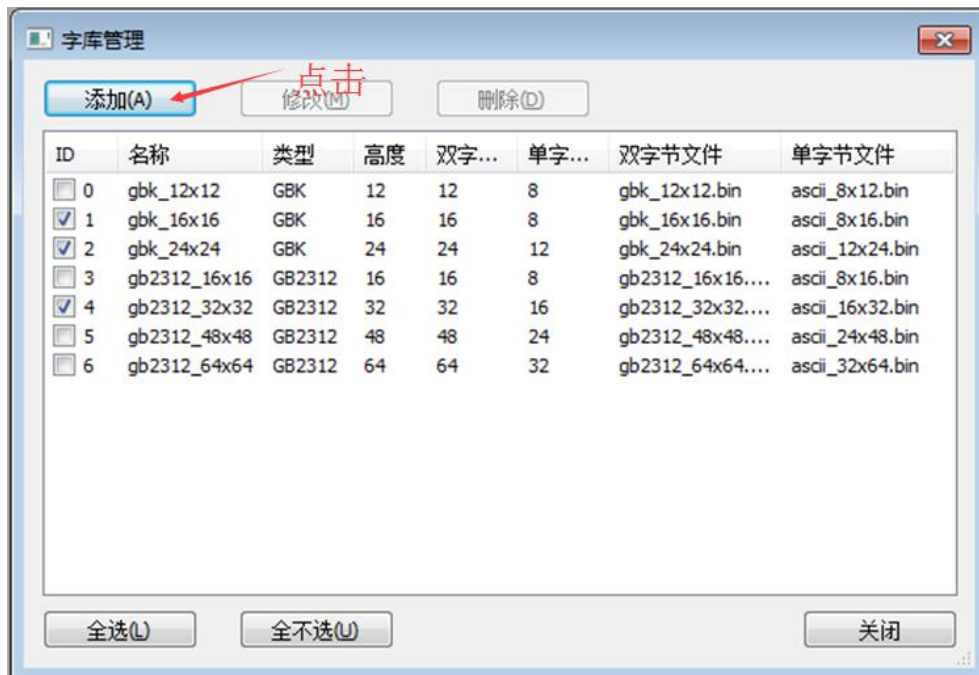 字库管理
点击
添加(A) 修改(M) 删除(D)
ID 名称 类型 高度 双字... 单字... 双字节文件 单字节文件
0 gbk_12x12 GBK 12 12 8 gbk_12x12.bin ascii_8x12.bin
1 gbk_16x16 GBK 16 16 8 gbk_16x16.bin ascii_8x16.bin
2 gbk_24x24 GBK 24 24 12 gbk_24x24.bin ascii_12x24.bin
3 gb2312_16x16 GB2312 16 16 8 gb2312_16x16.... ascii_8x16.bin
4 gb2312_32x32 GB2312 32 32 16 gb2312_32x32.... ascii_16x32.bin
5 gb2312_48x48 GB2312 48 48 24 gb2312_48x48.... ascii_24x48.bin
6 gb2312_64x64 GB2312 64 64 32 gb2312_64x64.... ascii_32x64.bin
全选(L) 全不选(U) 关闭